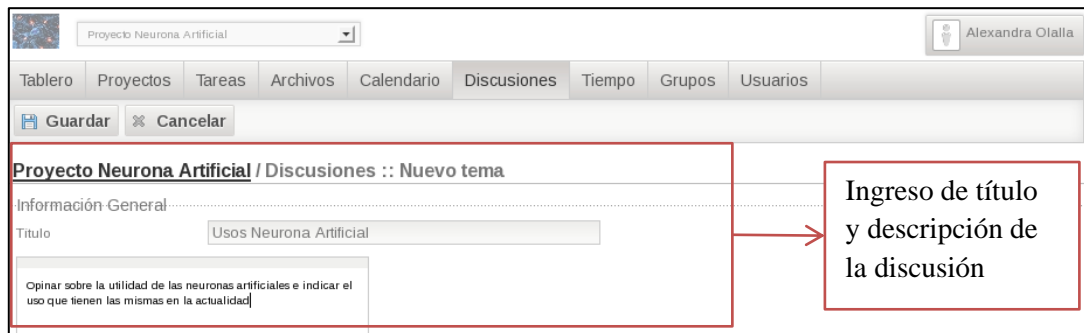 Proyecto Neurona Artificial
Alexandra Olalla
Tablero Proyectos Tareas Archivos Calendario Discusiones Tiempo Grupos Usuarios
Guardar Cancelar
Proyecto Neurona Artificial / Discusiones :: Nuevo tema
Información General
Titulo Usos Neurona Artificial
Opinar sobre la utilidad de las neuronas artificiales e indicar el
uso que tienen las mismas en la actualidad
Ingreso de título
y descripción de
la discusión